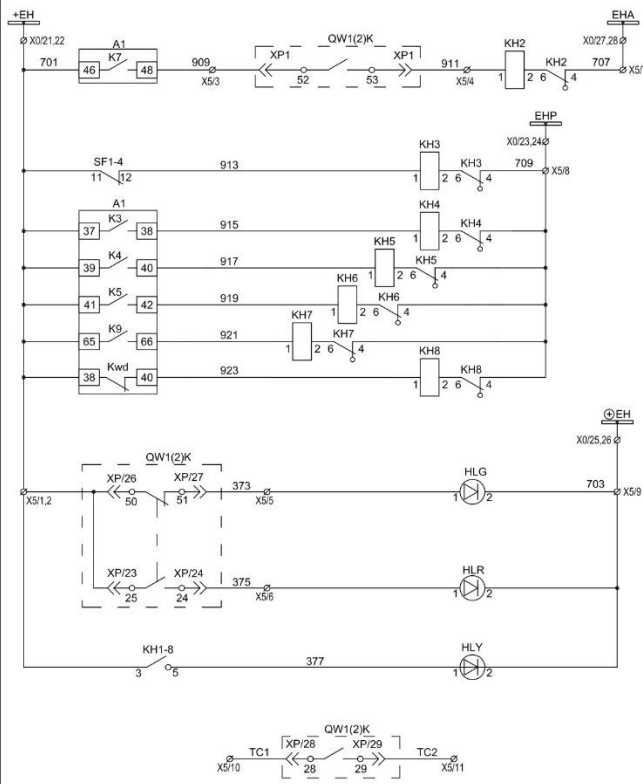 +EH EHA
X0/21,22 A1 QW1(2)K X0/27,28
701 46 K7 48 909 X5/3 XP1 52 53 XP1 911 X5/4 KH2 1 2 KH2 6 4 707 X5/
EHP
X0/23,24
SF1-4 11 12 913 KH3 1 2 KH3 6 4 709 X5/8
A1
37 K3 38 915 KH4 1 2 KH4 6 4
39 K4 40 917 KH5 1 2 KH5 6 4
41 K5 42 919 KH6 1 2 KH6 6 4
65 K9 66 921 KH7 1 2 KH7 6 4
38 Kwd 40 923 KH8 1 2 KH8 6 4
EH
X0/25,26
QW1(2)K
X5/1,2 XP/26 50 XP/27 51 373 X5/5 HLG 1 2 703 X5/9
XP/23 25 XP/24 24 375 X5/6 HLR 1 2
KH1-8 3 5 377 HLY 1 2
QW1(2)K
X5/10 TC1 XP/28 28 XP/29 29 TC2 X5/11